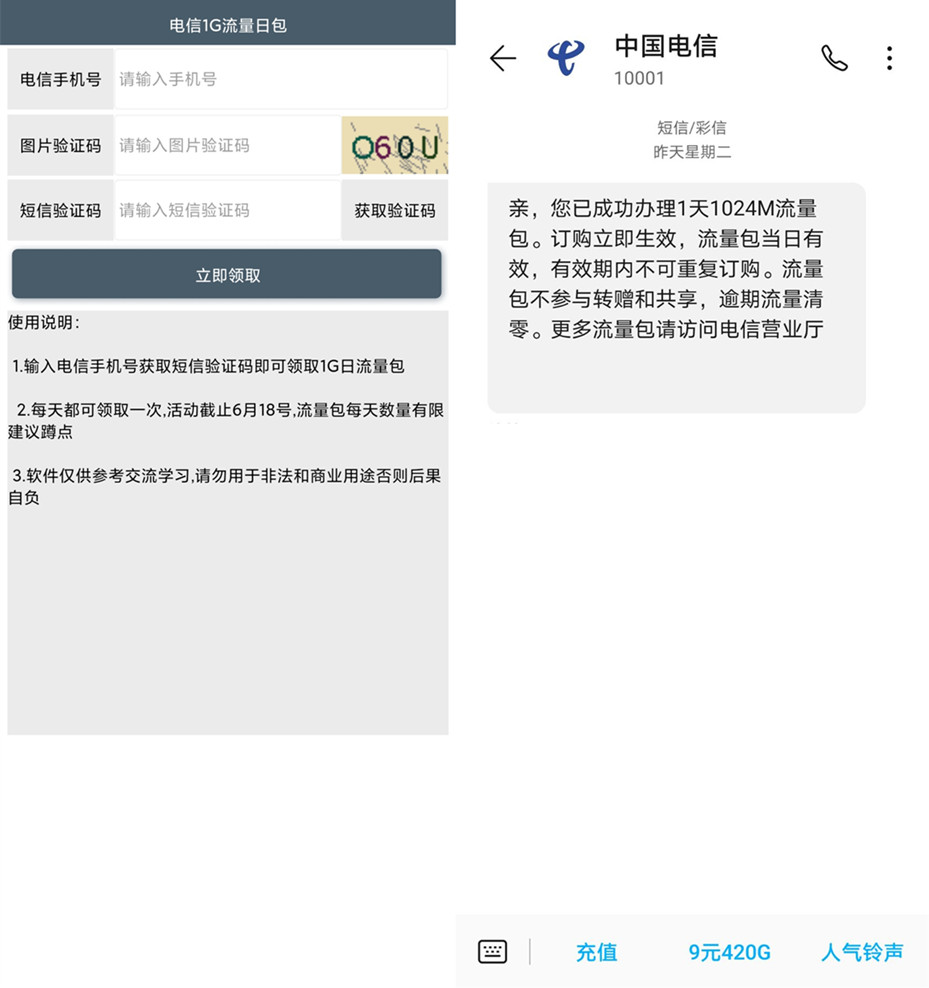 电信1G流量日包
电信手机号 请输入手机号
图片验证码 请输入图片验证码 Q60U
短信验证码 请输入短信验证码 获取验证码
立即领取
使用说明：
1.输入电信手机号获取短信验证码即可领取1G日流量包
2.每天都可领取一次,活动截止6月18号,流量包每天数量有限
建议蹲点
3.软件仅供参考交流学习,请勿用于非法和商业用途否则后果
自负
中国电信
10001
短信/彩信
昨天星期二
亲，您已成功办理1天1024M流量
包。订购立即生效，流量包当日有
效，有效期内不可重复订购。流量
包不参与转赠和共享，逾期流量清
零。更多流量包请访问电信营业厅
充值 9元420G 人气铃声